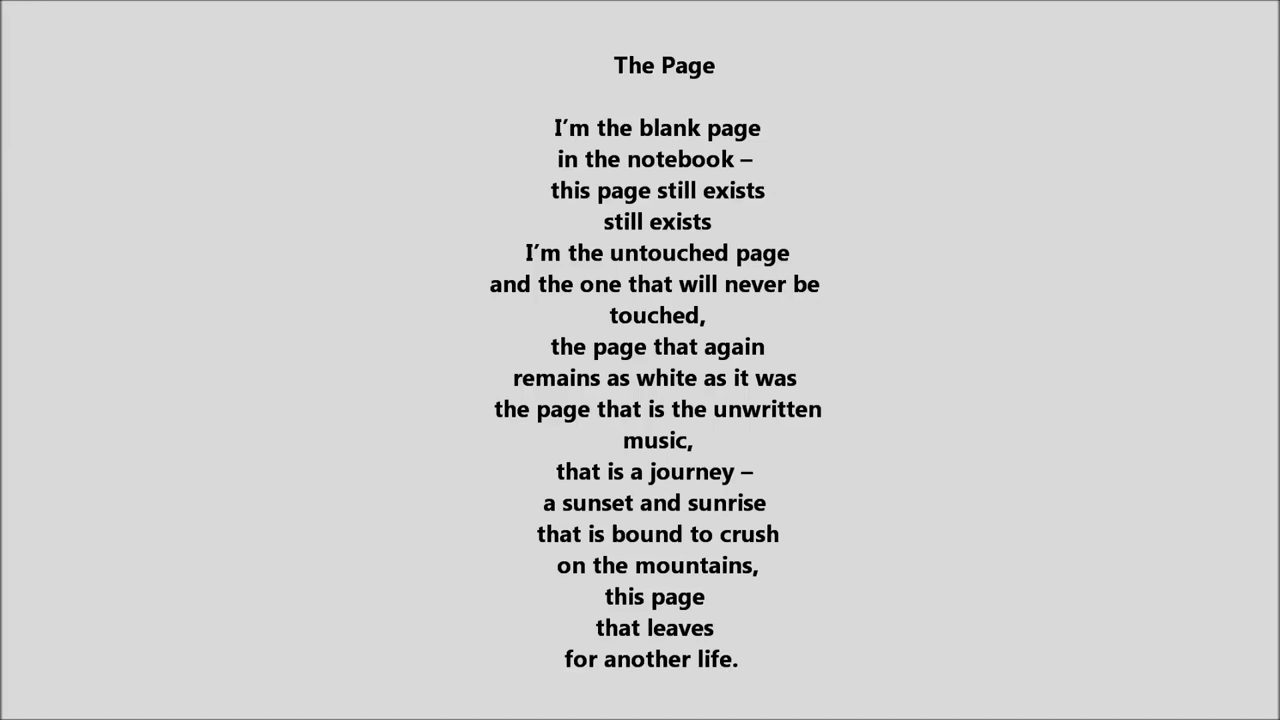 The Page
I’m the blank page
in the notebook –
this page still exists
still exists
I’m the untouched page
and the one that will never be
touched,
the page that again
remains as white as it was
the page that is the unwritten
music,
that is a journey –
a sunset and sunrise
that is bound to crush
on the mountains,
this page
that leaves
for another life.